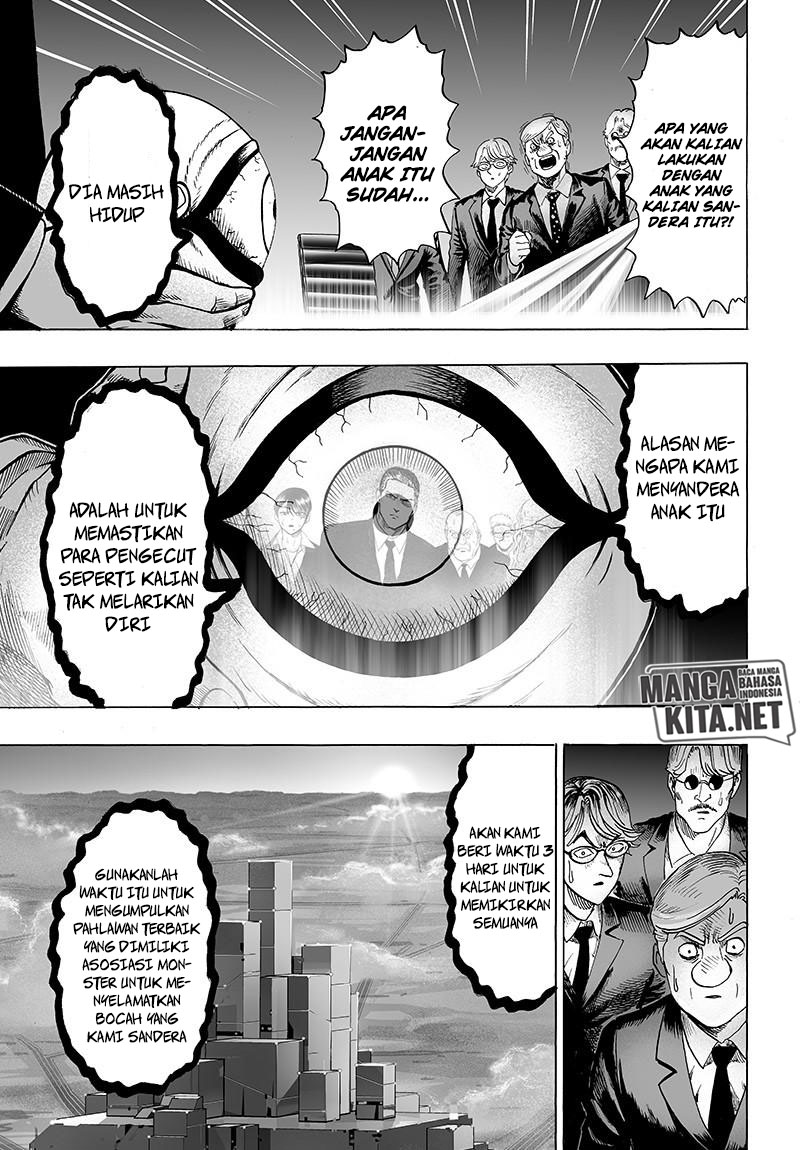 APA YANG
AKAN KALIAN
LAKUKAN
DENGAN
ANAK YANG
KALIAN SAN-
DERA ITU?!
APA
JANGAN-
JANGAN
ANAK ITU
SUDAH...
DIA MASIH
HIDUP
ALASAN ME-
NGAPA KAMI
MENYANDERA
ANAK ITU
ADALAH UNTUK
MEMASTIKAN
PARA PENGECUT
SEPERTI KALIAN
TAK MELARIKAN
DIRI
MANGA
KITA.NET
BACA MANGA
BAHASA
INDONESIA
AKAN KAMI
BERI WAKTU 3
HARI UNTUK
KALIAN UNTUK
MEMIKIRKAN
SEMUANYA
GUNAKANLAH
WAKTU ITU UNTUK
MENGUMPULKAN
PAHLAWAN TERBAIK
YANG DIMILIKI
ASOSIASI MON-
STER UNTUK ME-
NYELAMATKAN
BOCAH YANG
KAMI SANDERA